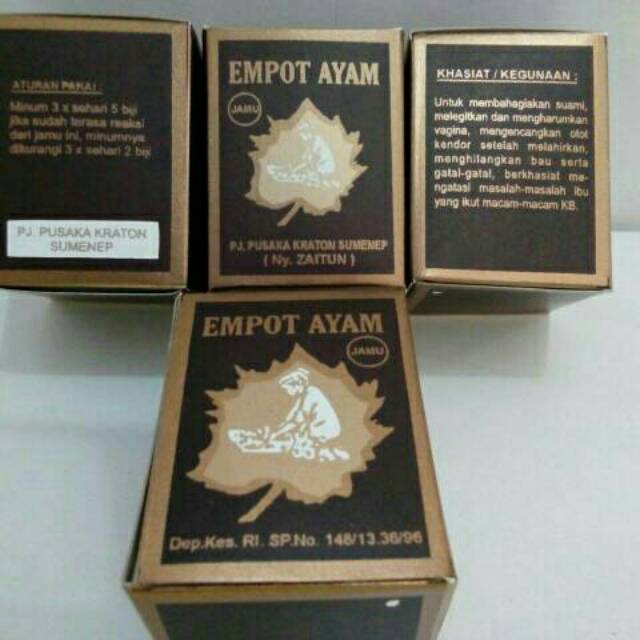 ATURAN PAKAI :
Minum 3 x sehari 5 biji
jika sudah terasa reaksi
dari jamu ini, minumnya
dikurangi 3 x sehari 2 biji
PJ. PUSAKA KRATON
SUMENEP
EMPOT AYAM
JAMU
PJ. PUSAKA KRATON SUMENEP
( Ny. ZAITUN )
KHASIAT / KEGUNAAN :
Untuk membahagiakan suami,
melegitkan dan mengharumkan
vagina, mengencangkan otot
kendor setelah melahirkan,
menghilangkan bau serta
gatal-gatal, berkhasiat me-
ngatasi masalah-masalah ibu
yang ikut macam-macam KB.
EMPOT AYAM
JAMU
Dep.Kes. RI. SP.No. 148/13.36/96